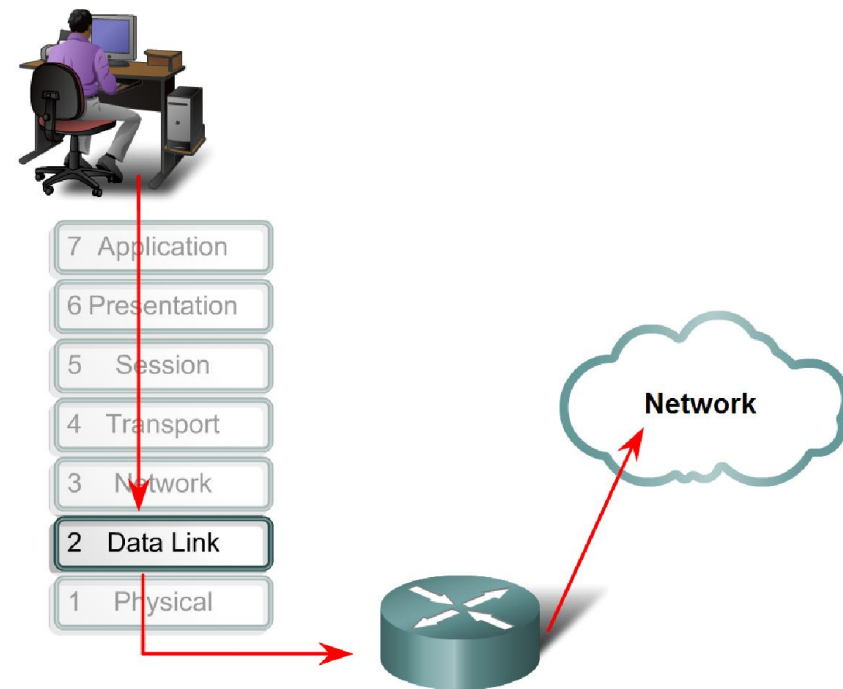 7 Application
6 Presentation
5 Session
4 Transport
3 Network
2 Data Link
1 Physical
Network